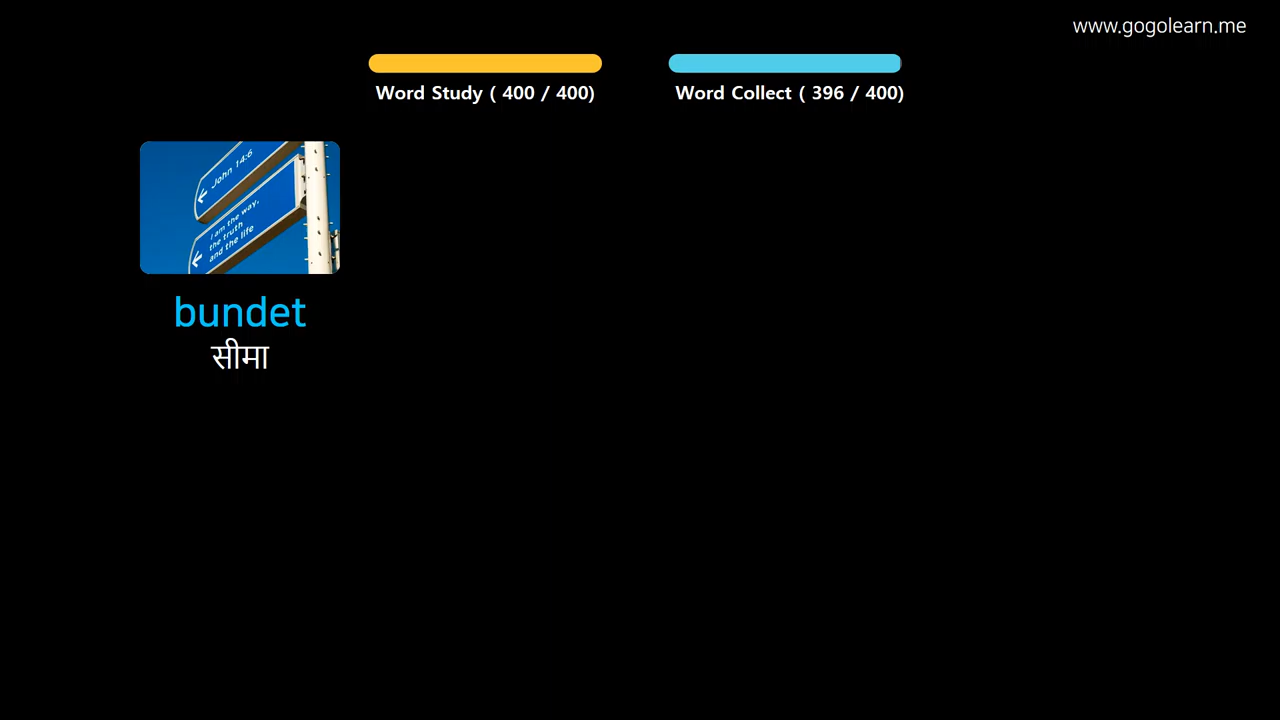 www.gogolearn.me
Word Study ( 400 / 400)
Word Collect ( 396 / 400)
John 14:6
I am the way,
the truth
and the life
bundet
सीमा